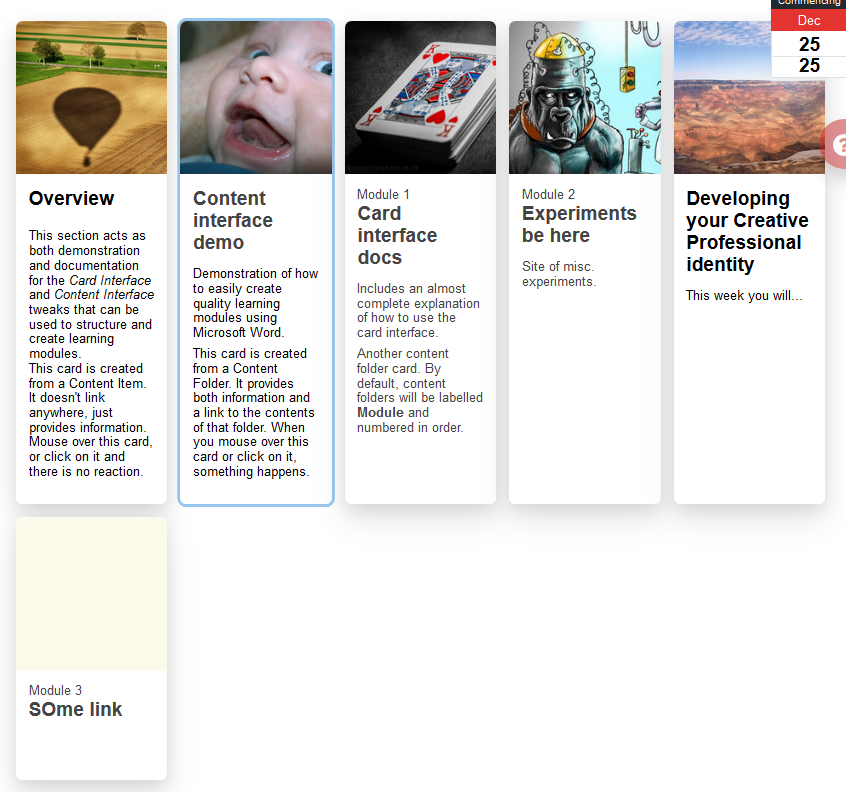 Commencing
Dec
25
25
Overview
This section acts as
both demonstration
and documentation
for the Card Interface
and Content Interface
tweaks that can be
used to structure and
create learning
modules.
This card is created
from a Content Item.
It doesn't link
anywhere, just
provides information.
Mouse over this card,
or click on it and
there is no reaction.
Content
interface
demo
Demonstration of how
to easily create
quality learning
modules using
Microsoft Word.
This card is created
from a Content
Folder. It provides
both information and
a link to the contents
of that folder. When
you mouse over this
card or click on it,
something happens.
Module 1
Card
interface
docs
Includes an almost
complete explanation
of how to use the
card interface.
Another content
folder card. By
default, content
folders will be labelled
Module and
numbered in order.
Module 2
Experiments
be here
Site of misc.
experiments.
Developing
your Creative
Professional
identity
This week you will...
Module 3
SOme link